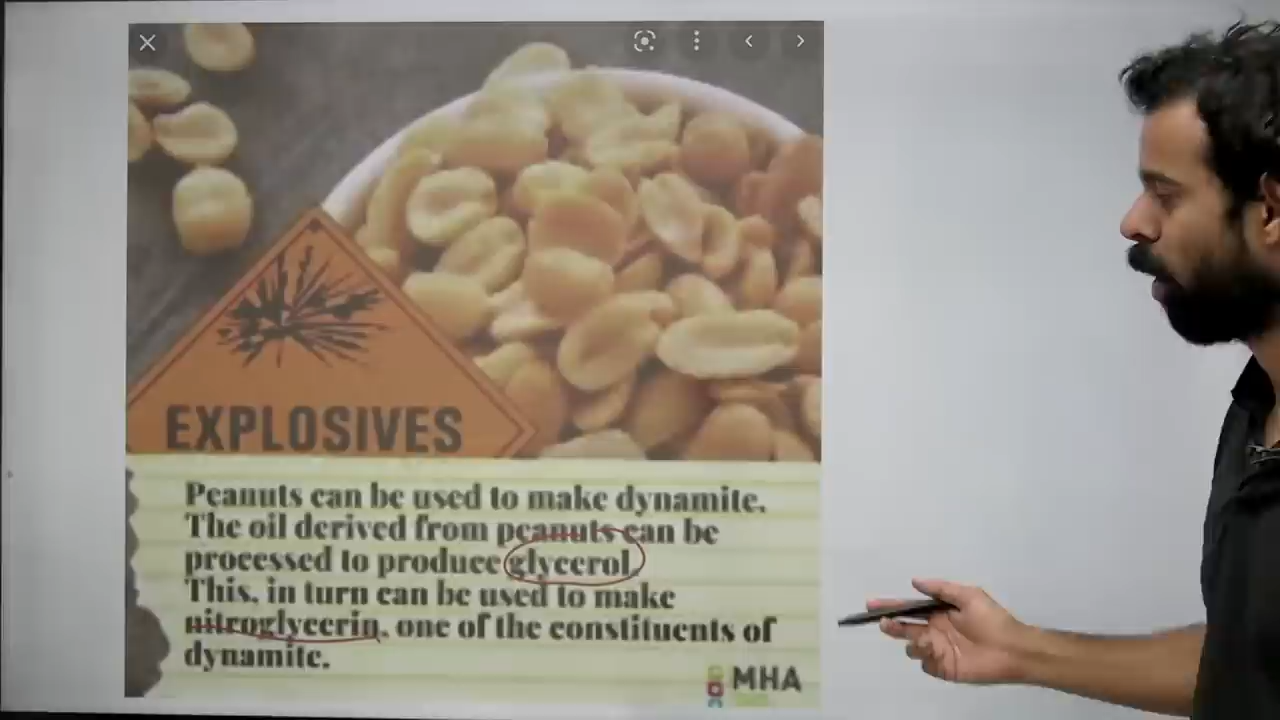 EXPLOSIVES
Peanuts can be used to make dynamite.
The oil derived from peanuts can be
processed to produce glycerol.
This, in turn can be used to make
nitroglycerin, one of the constituents of
dynamite.
MHA